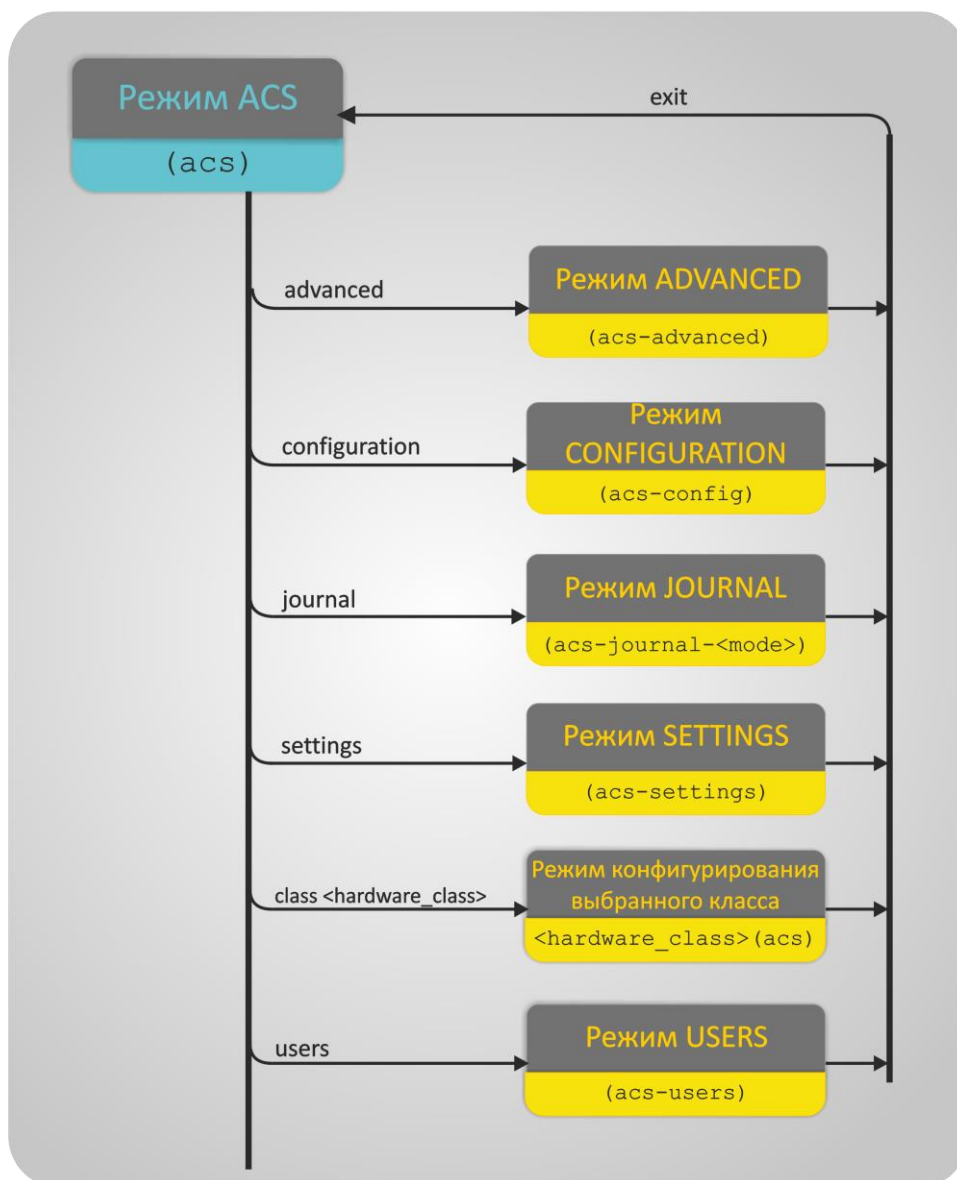 Режим ACS
(acs)
exit
advanced
Режим ADVANCED
(acs-advanced)
configuration
Режим
CONFIGURATION
(acs-config)
journal
Режим JOURNAL
(acs-journal-<mode>)
settings
Режим SETTINGS
(acs-settings)
class <hardware_class>
Режим конфигурирования
выбранного класса
<hardware_class>(acs)
users
Режим USERS
(acs-users)